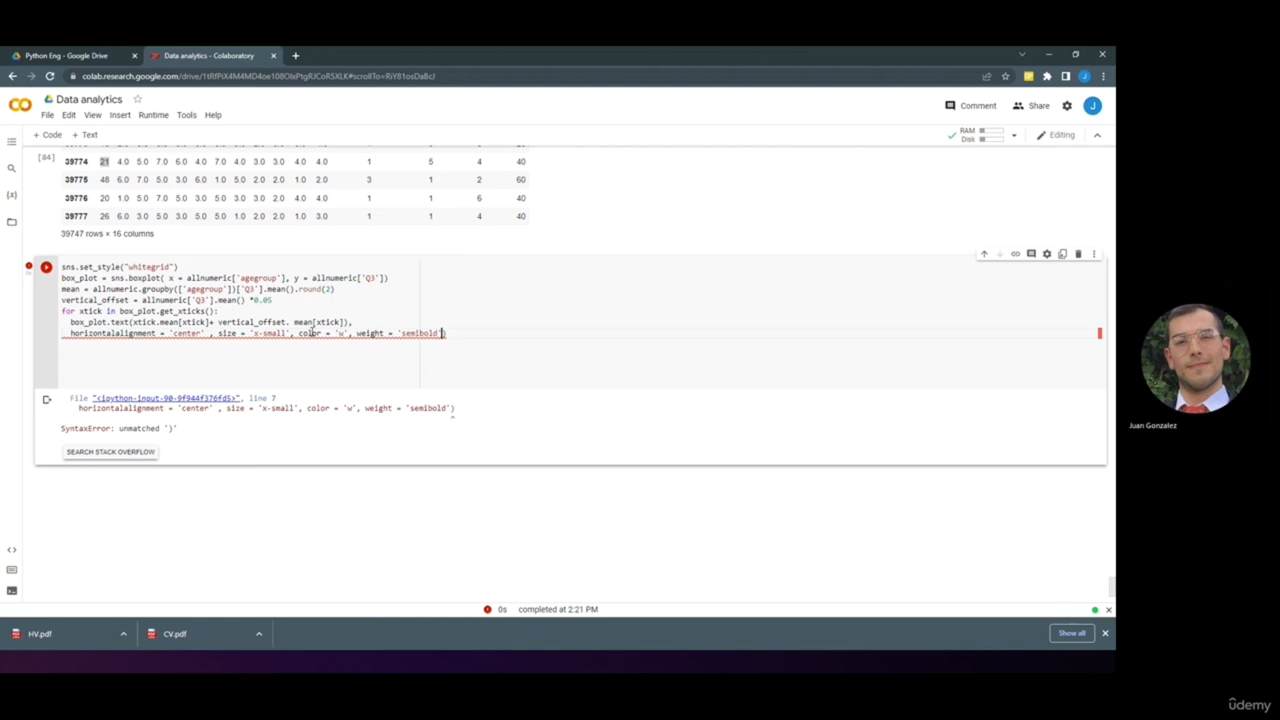 Python Eng - Google Drive
Data analytics - Colaboratory
Data analytics
File Edit View Insert Runtime Tools Help
Comment
Share
J
+ Code + Text
RAM
Disk
Editing
[84]
39774 21 4.0 5.0 7.0 6.0 4.0 7.0 4.0 3.0 3.0 4.0 4.0 1 5 4 40
39775 48 6.0 7.0 5.0 3.0 6.0 1.0 5.0 2.0 2.0 1.0 2.0 3 1 2 60
39776 20 1.0 5.0 7.0 5.0 3.0 5.0 3.0 3.0 2.0 4.0 4.0 1 1 6 40
39777 26 6.0 3.0 5.0 3.0 5.0 5.0 1.0 2.0 2.0 1.0 3.0 1 1 4 40
39747 rows × 16 columns
sns.set_style("whitegrid")
box_plot = sns.boxplot( x = allnumeric['agegroup'], y = allnumeric['Q3'])
mean = allnumeric.groupby(['agegroup'])['Q3'].mean().round(2)
vertical_offset = allnumeric['Q3'].mean() *0.05
for xtick in box_plot.get_xticks():
box_plot.text(xtick.mean[xtick]+ vertical_offset. mean[xtick]),
horizontalalignment = 'center' , size = 'x-small', color = 'w', weight = 'semibold')
File "<ipython-input-90-9f944f376fd5>", line 7
horizontalalignment = 'center' , size = 'x-small', color = 'w', weight = 'semibold')
^
SyntaxError: unmatched ')'
SEARCH STACK OVERFLOW
Juan Gonzalez
0s completed at 2:21 PM
HV.pdf
CV.pdf
Show all
ûdemy